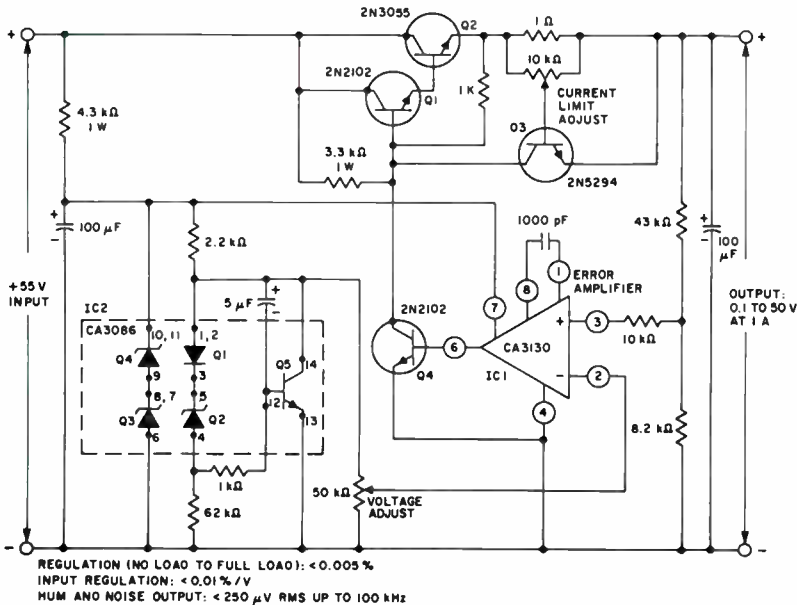 2N3055
Q2
1 Ω
+
+
2N2102
10 kΩ
Q1
1 K
CURRENT
LIMIT
ADJUST
4.3 kΩ
1 W
3.3 kΩ
1 W
Q3
2N5294
+
100 μF
-
2.2 kΩ
1000 pF
43 kΩ
+
100
μF
-
+55 V
INPUT
5 μF
+
-
8
1
ERROR
AMPLIFIER
7
OUTPUT:
0.1 TO 50 V
AT 1 A
IC2
CA3086
2N2102
10, 11
1, 2
Q4
Q1
Q5
14
6
+
3
CA3130
10 kΩ
9
3
Q4
IC1
-
2
8, 7
5
12
Q3
Q2
13
4
6
4
8.2 kΩ
1 kΩ
50 kΩ
VOLTAGE
ADJUST
62 kΩ
-
-
REGULATION (NO LOAD TO FULL LOAD): <0.005 %
INPUT REGULATION: <0.01 % / V
HUM AND NOISE OUTPUT: <250 μV RMS UP TO 100 kHz